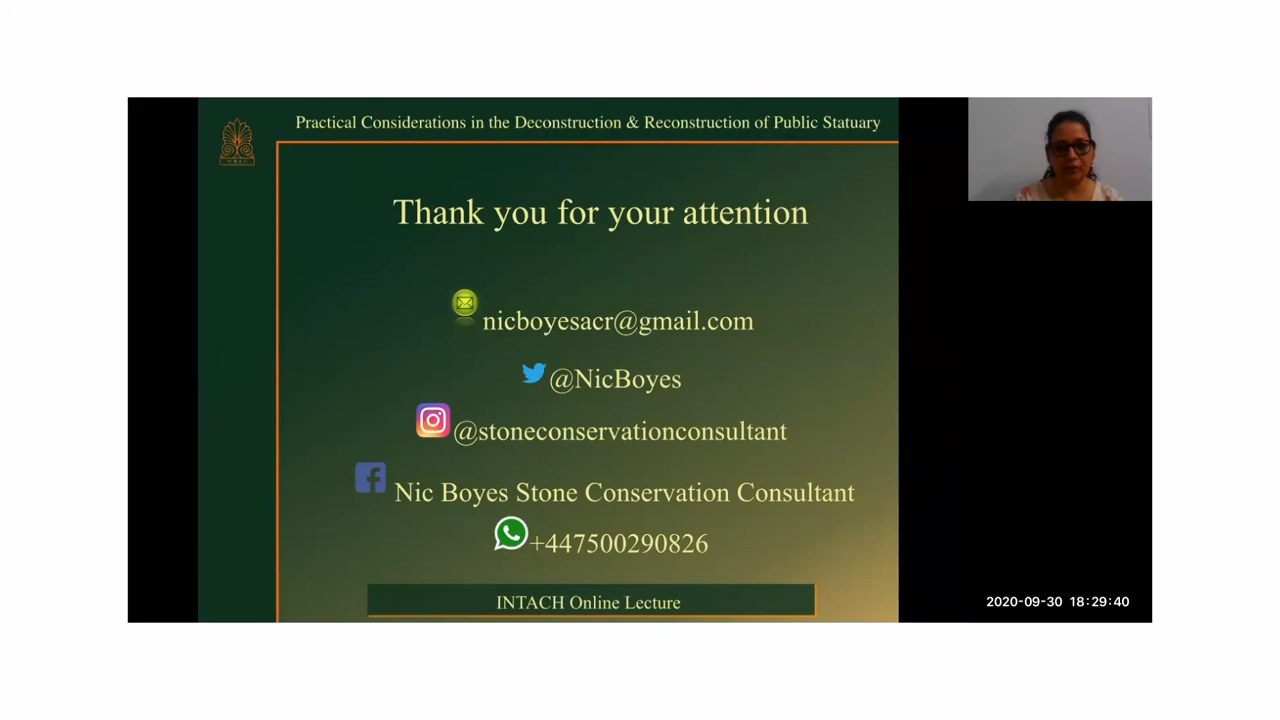 Practical Considerations in the Deconstruction & Reconstruction of Public Statuary
Thank you for your attention
nicboyesacr@gmail.com
@NicBoyes
@stoneconservationconsultant
Nic Boyes Stone Conservation Consultant
+447500290826
INTACH Online Lecture
2020-09-30 18:29:40